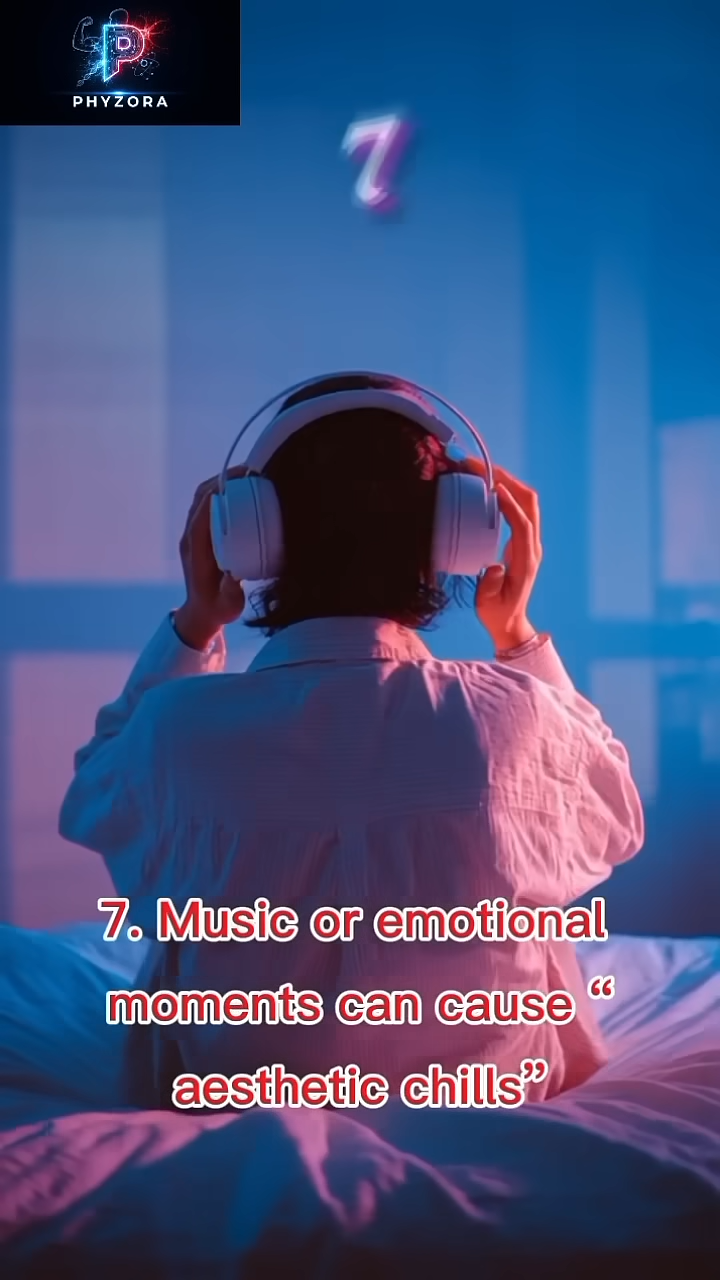 P
PHYZORA
7
7. Music or emotional
moments can cause “
aesthetic chills”